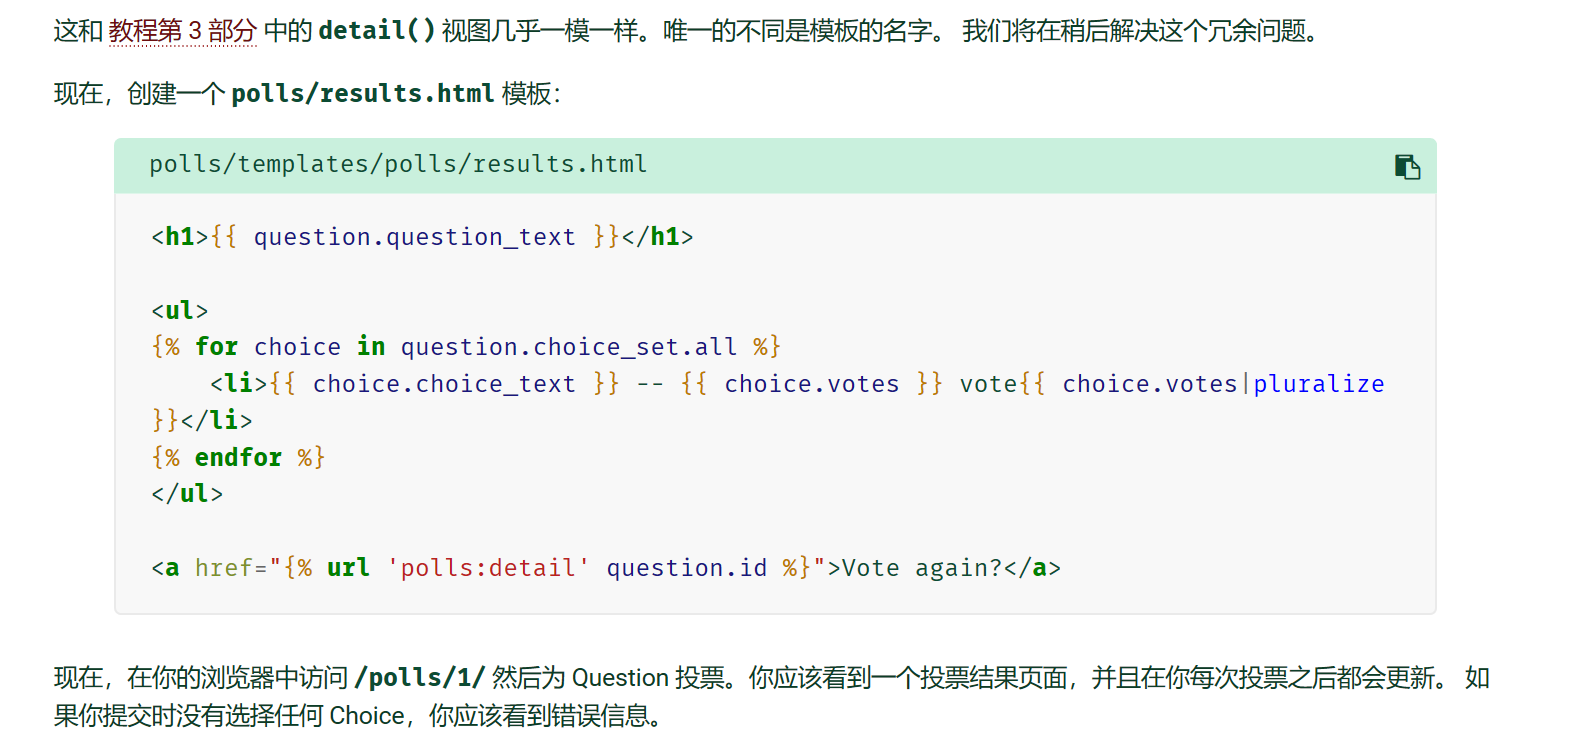 这和 教程第 3 部分 中的 detail() 视图几乎一模一样。唯一的不同是模板的名字。 我们将在稍后解决这个冗余问题。
现在，创建一个 polls/results.html 模板：
polls/templates/polls/results.html
<h1>{{ question.question_text }}</h1>
<ul>
{% for choice in question.choice_set.all %}
    <li>{{ choice.choice_text }} -- {{ choice.votes }} vote{{ choice.votes|pluralize
}}</li>
{% endfor %}
</ul>
<a href="{% url 'polls:detail' question.id %}">Vote again?</a>
现在，在你的浏览器中访问 /polls/1/ 然后为 Question 投票。你应该看到一个投票结果页面，并且在你每次投票之后都会更新。 如
果你提交时没有选择任何 Choice，你应该看到错误信息。